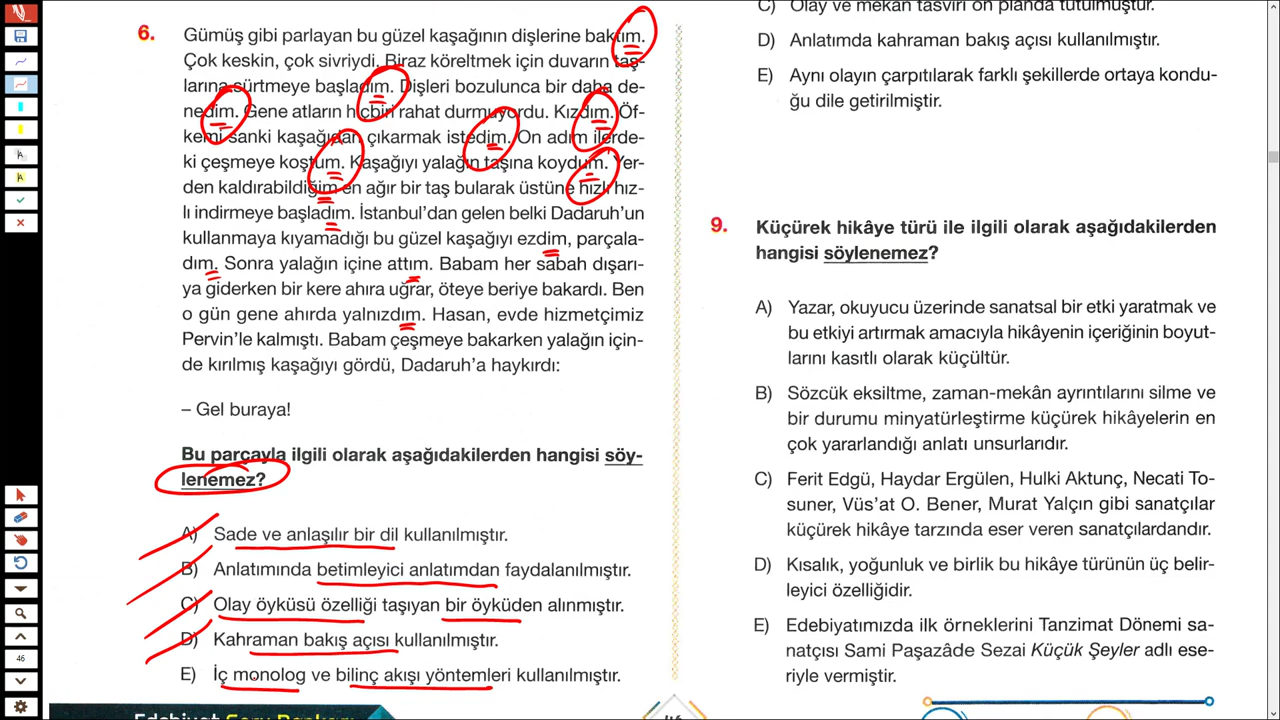 6. Gümüş gibi parlayan bu güzel kaşağının dişlerine baktım.
Çok keskin, çok sivriydi. Biraz köreltmek için duvarın taş-
larına sürtmeye başladım. Dişleri bozulunca bir daha de-
nedim. Gene atların hiçbiri rahat durmuyordu. Kızdım. Öf-
kemi sanki kaşağıdan çıkarmak istedim. On adım ilerde-
ki çeşmeye koştum. Kaşağıyı yalağın taşına koydum. Yer-
den kaldırabildiğim en ağır bir taş bularak üstüne hızlı hız-
lı indirmeye başladım. İstanbul’dan gelen belki Dadaruh’un
kullanmaya kıyamadığı bu güzel kaşağıyı ezdim, parçala-
dım. Sonra yalağın içine attım. Babam her sabah dışarı-
ya giderken bir kere ahıra uğrar, öteye beriye bakardı. Ben
o gün gene ahırda yalnızdım. Hasan, evde hizmetçimiz
Pervin’le kalmıştı. Babam çeşmeye bakarken yalağın için-
de kırılmış kaşağıyı gördü, Dadaruh’a haykırdı:
– Gel buraya!
Bu parçayla ilgili olarak aşağıdakilerden hangisi söy-
lenemez?
A) Sade ve anlaşılır bir dil kullanılmıştır.
B) Anlatımında betimleyici anlatımdan faydalanılmıştır.
C) Olay öyküsü özelliği taşıyan bir öyküden alınmıştır.
D) Kahraman bakış açısı kullanılmıştır.
E) İç monolog ve bilinç akışı yöntemleri kullanılmıştır.
C) Olay ve mekân tasviri ön planda tutulmuştur.
D) Anlatımda kahraman bakış açısı kullanılmıştır.
E) Aynı olayın çarpıtılarak farklı şekillerde ortaya kondu-
ğu dile getirilmiştir.
9. Küçürek hikâye türü ile ilgili olarak aşağıdakilerden
hangisi söylenemez?
A) Yazar, okuyucu üzerinde sanatsal bir etki yaratmak ve
bu etkiyi artırmak amacıyla hikâyenin içeriğinin boyut-
larını kasıtlı olarak küçültür.
B) Sözcük eksiltme, zaman-mekân ayrıntılarını silme ve
bir durumu minyatürleştirme küçürek hikâyelerin en
çok yararlandığı anlatı unsurlarıdır.
C) Ferit Edgü, Haydar Ergülen, Hulki Aktunç, Necati To-
suner, Vüs’at O. Bener, Murat Yalçın gibi sanatçılar
küçürek hikâye tarzında eser veren sanatçılardandır.
D) Kısalık, yoğunluk ve birlik bu hikâye türünün üç belir-
leyici özelliğidir.
E) Edebiyatımızda ilk örneklerini Tanzimat Dönemi sa-
natçısı Sami Paşazâde Sezai Küçük Şeyler adlı ese-
riyle vermiştir.
46
Edebiyat Soru Bankası
46